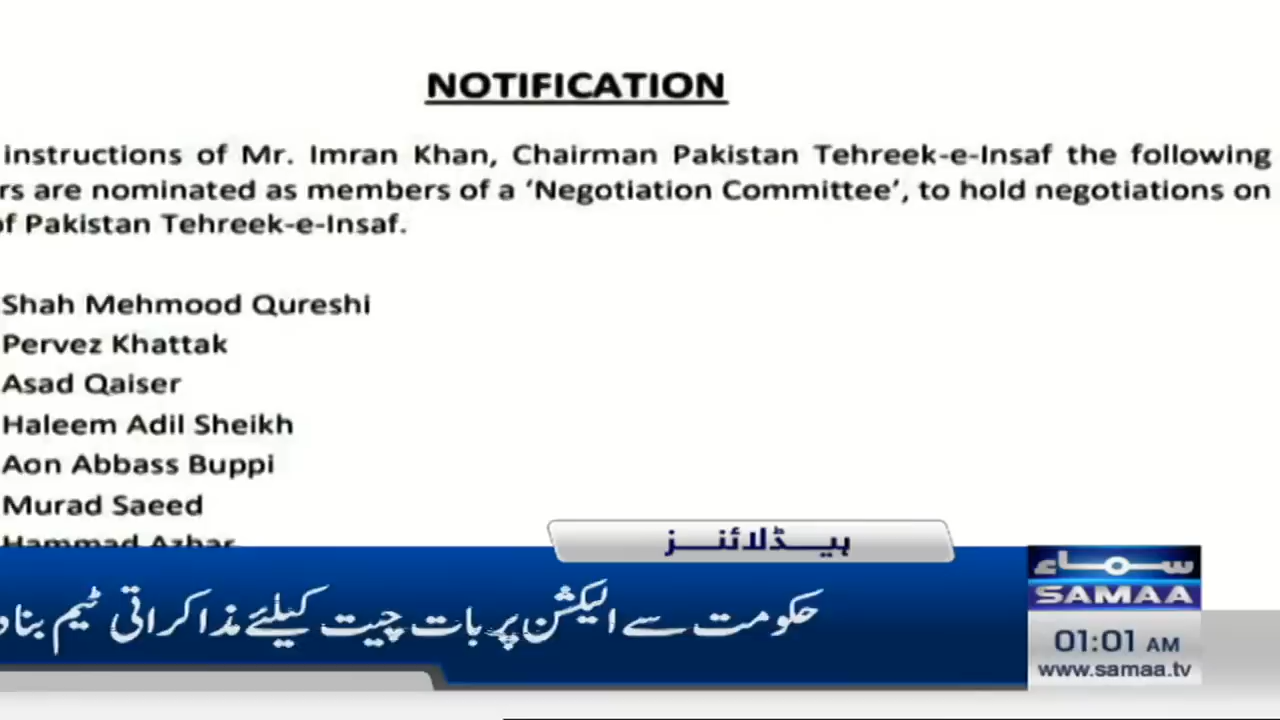 NOTIFICATION
instructions of Mr. Imran Khan, Chairman Pakistan Tehreek-e-Insaf the following
are nominated as members of a ‘Negotiation Committee’, to hold negotiations on
Pakistan Tehreek-e-Insaf.
Shah Mehmood Qureshi
Pervez Khattak
Asad Qaiser
Haleem Adil Sheikh
Aon Abbass Buppi
Murad Saeed
Hammad Azhar
ہیڈلائنز
حکومت سے الیکشن پر بات چیت کیلئے مذاکراتی ٹیم
سماء
SAMAA
01:01 AM
www.samaa.tv